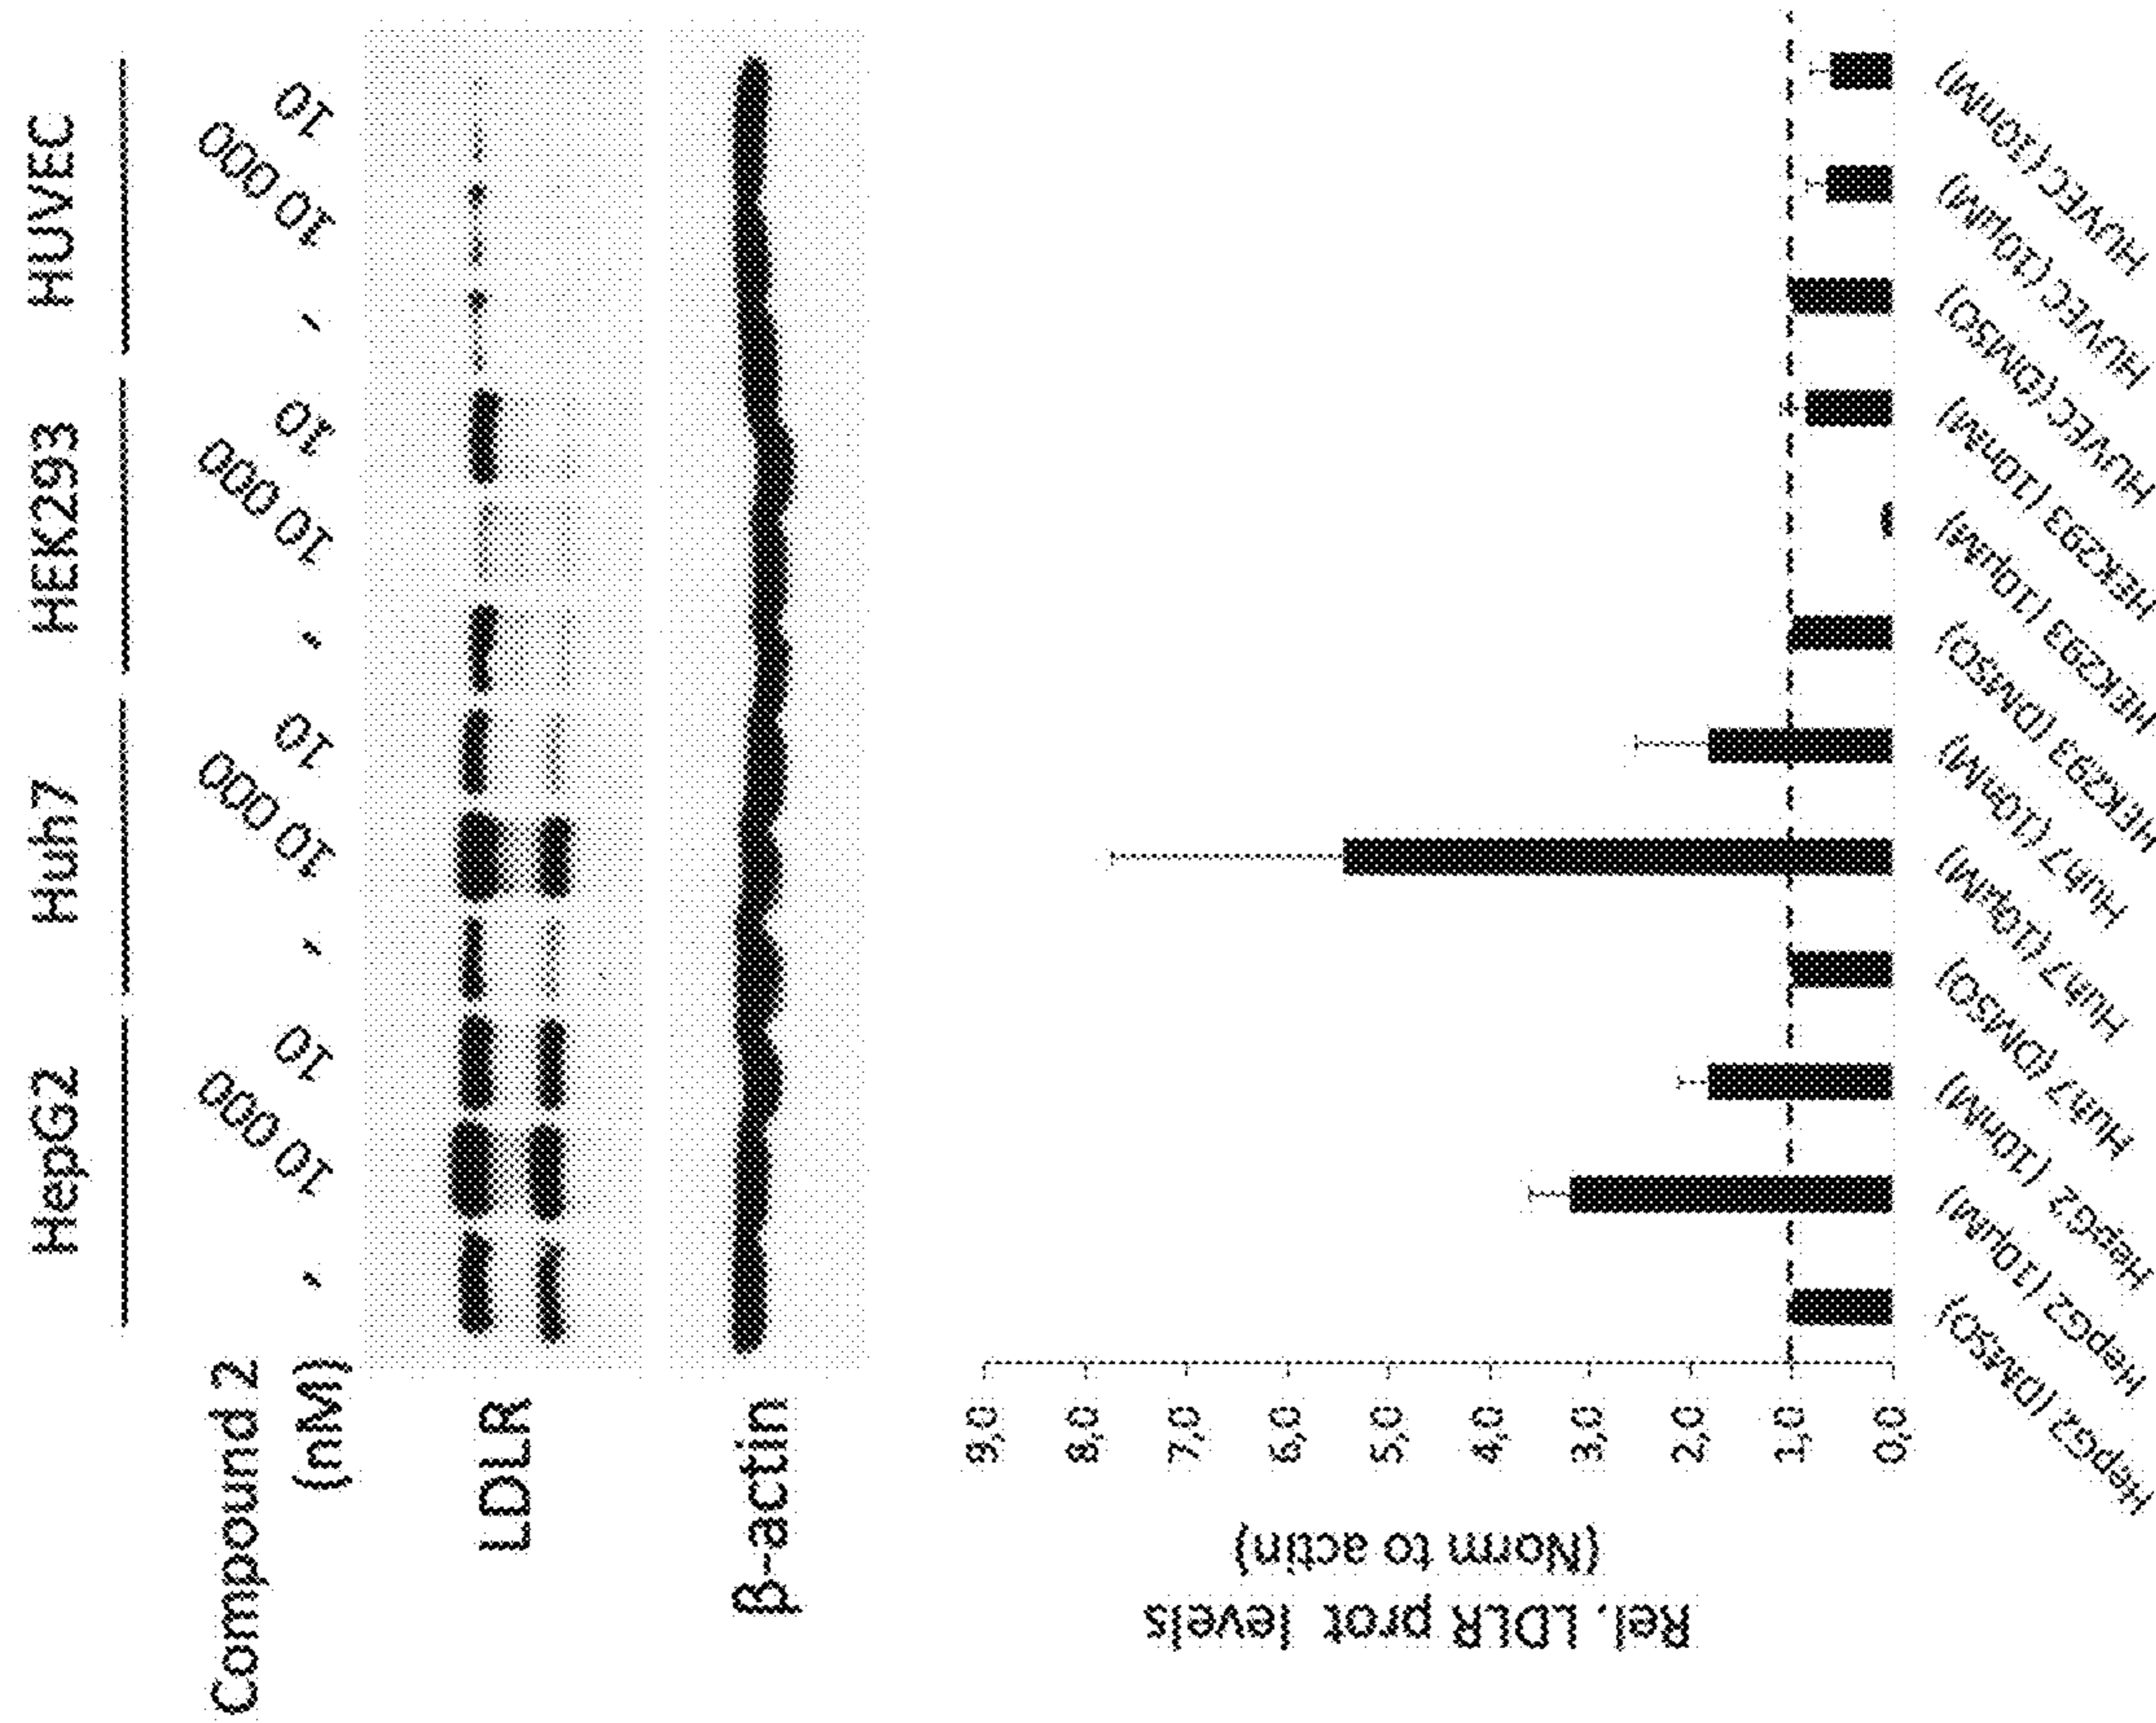 HepG2 Huh7 HEK293 HUVEC
Compound 2
(nM)
- 10 000 10 - 10 000 10 - 10 000 10 - 10 000 10
LDLR
β-actin
Rel. LDLR prot levels
(Norm to actin)
9,0
8,0
7,0
6,0
5,0
4,0
3,0
2,0
1,0
0,0
HepG2 (DMSO)
HepG2 (10µM)
HepG2 (10nM)
Huh7 (DMSO)
Huh7 (10µM)
Huh7 (10nM)
HEK293 (DMSO)
HEK293 (10µM)
HEK293 (10nM)
HUVEC (DMSO)
HUVEC (10µM)
HUVEC (10nM)